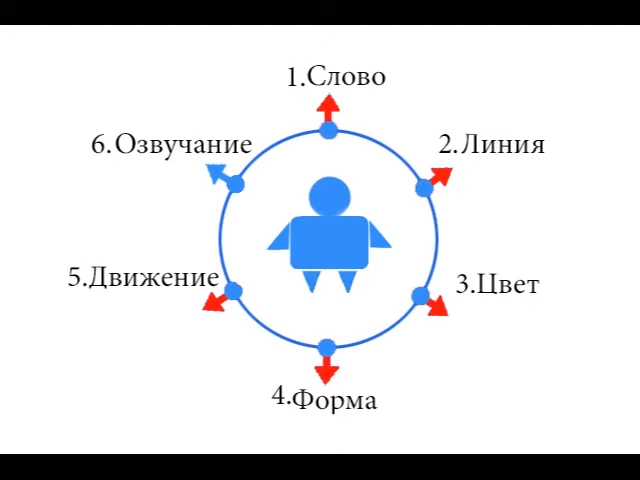 1.Слово
2.Линия
3.Цвет
4.Форма
5.Движение
6.Озвучание